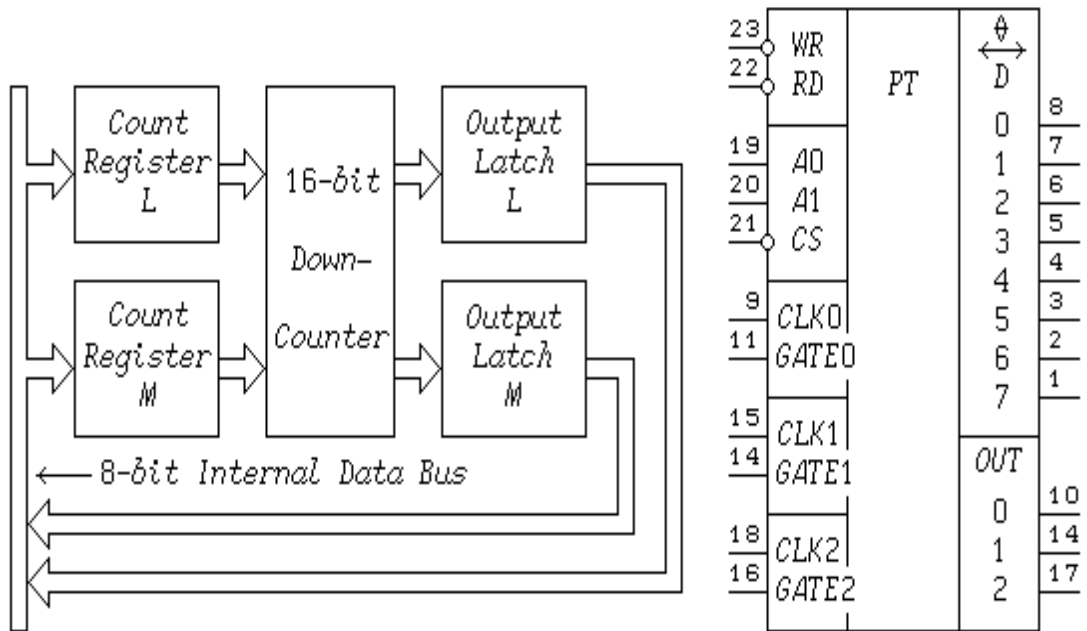 Count
Register
L
16-bit
Down-
Counter
Output
Latch
L
Count
Register
M
Output
Latch
M
8-bit Internal Data Bus
23 WR
22 RD
19 A0
20 A1
21 CS
9 CLK0
11 GATE0
15 CLK1
14 GATE1
18 CLK2
16 GATE2
PT
D
0 8
1 7
2 6
3 5
4 4
5 3
6 2
7 1
OUT
0 10
1 14
2 17